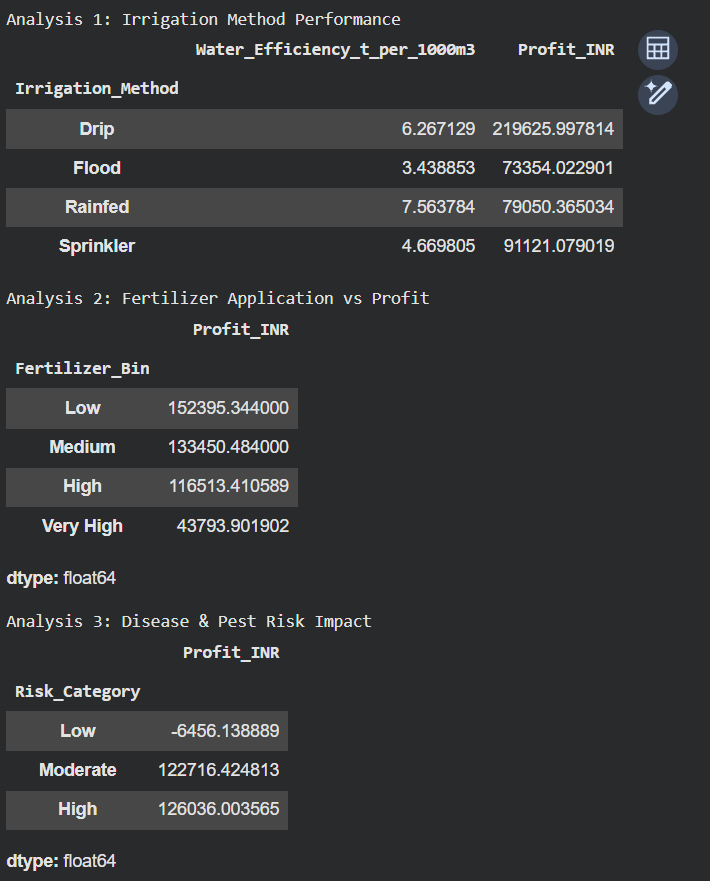 Analysis 1: Irrigation Method Performance
Water_Efficiency_t_per_1000m3 Profit_INR
Irrigation_Method
Drip 6.267129 219625.997814
Flood 3.438853 73354.022901
Rainfed 7.563784 79050.365034
Sprinkler 4.669805 91121.079019
Analysis 2: Fertilizer Application vs Profit
Profit_INR
Fertilizer_Bin
Low 152395.344000
Medium 133450.484000
High 116513.410589
Very High 43793.901902
dtype: float64
Analysis 3: Disease & Pest Risk Impact
Profit_INR
Risk_Category
Low -6456.138889
Moderate 122716.424813
High 126036.003565
dtype: float64